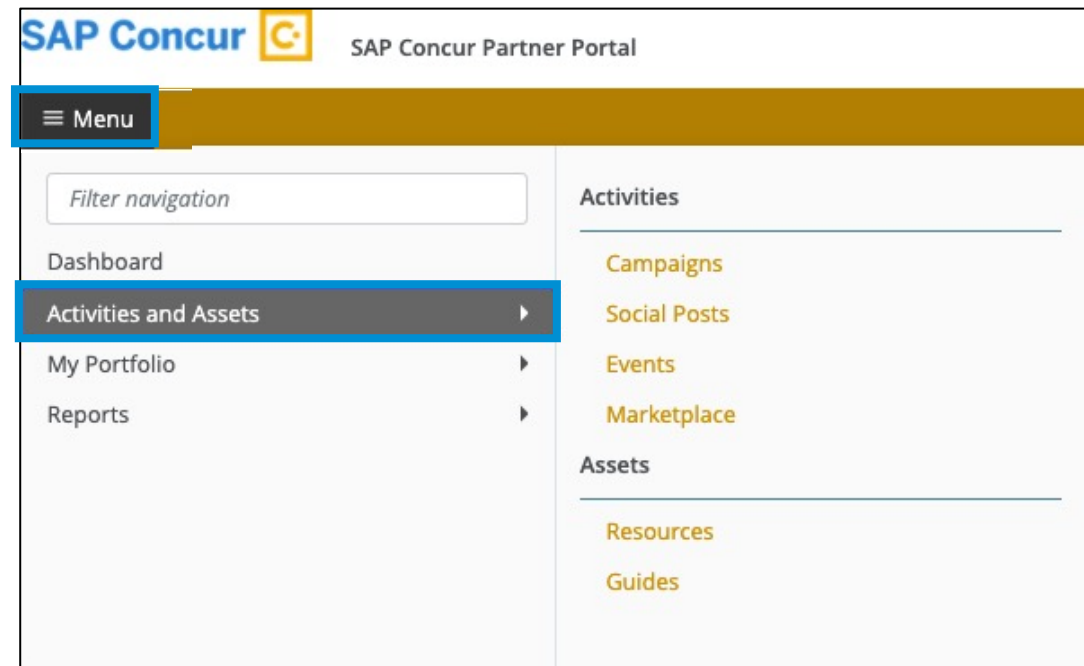 SAP Concur C.
SAP Concur Partner Portal
Menu
Filter navigation
Dashboard
Activities and Assets
My Portfolio
Reports
Activities
Campaigns
Social Posts
Events
Marketplace
Assets
Resources
Guides